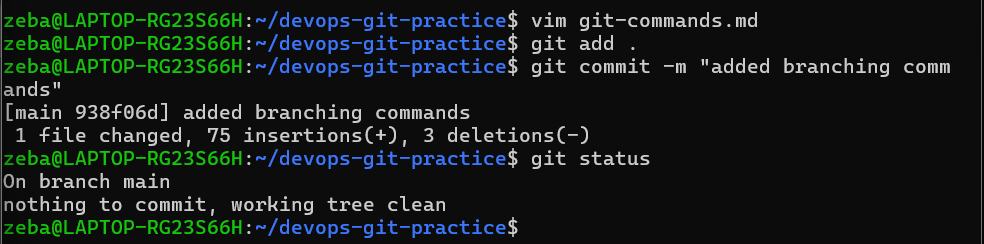 zeba@LAPTOP-RG23S66H:~/devops-git-practice$ vim git-commands.md
zeba@LAPTOP-RG23S66H:~/devops-git-practice$ git add .
zeba@LAPTOP-RG23S66H:~/devops-git-practice$ git commit -m "added branching comm
ands"
[main 938f06d] added branching commands
 1 file changed, 75 insertions(+), 3 deletions(-)
zeba@LAPTOP-RG23S66H:~/devops-git-practice$ git status
On branch main
nothing to commit, working tree clean
zeba@LAPTOP-RG23S66H:~/devops-git-practice$